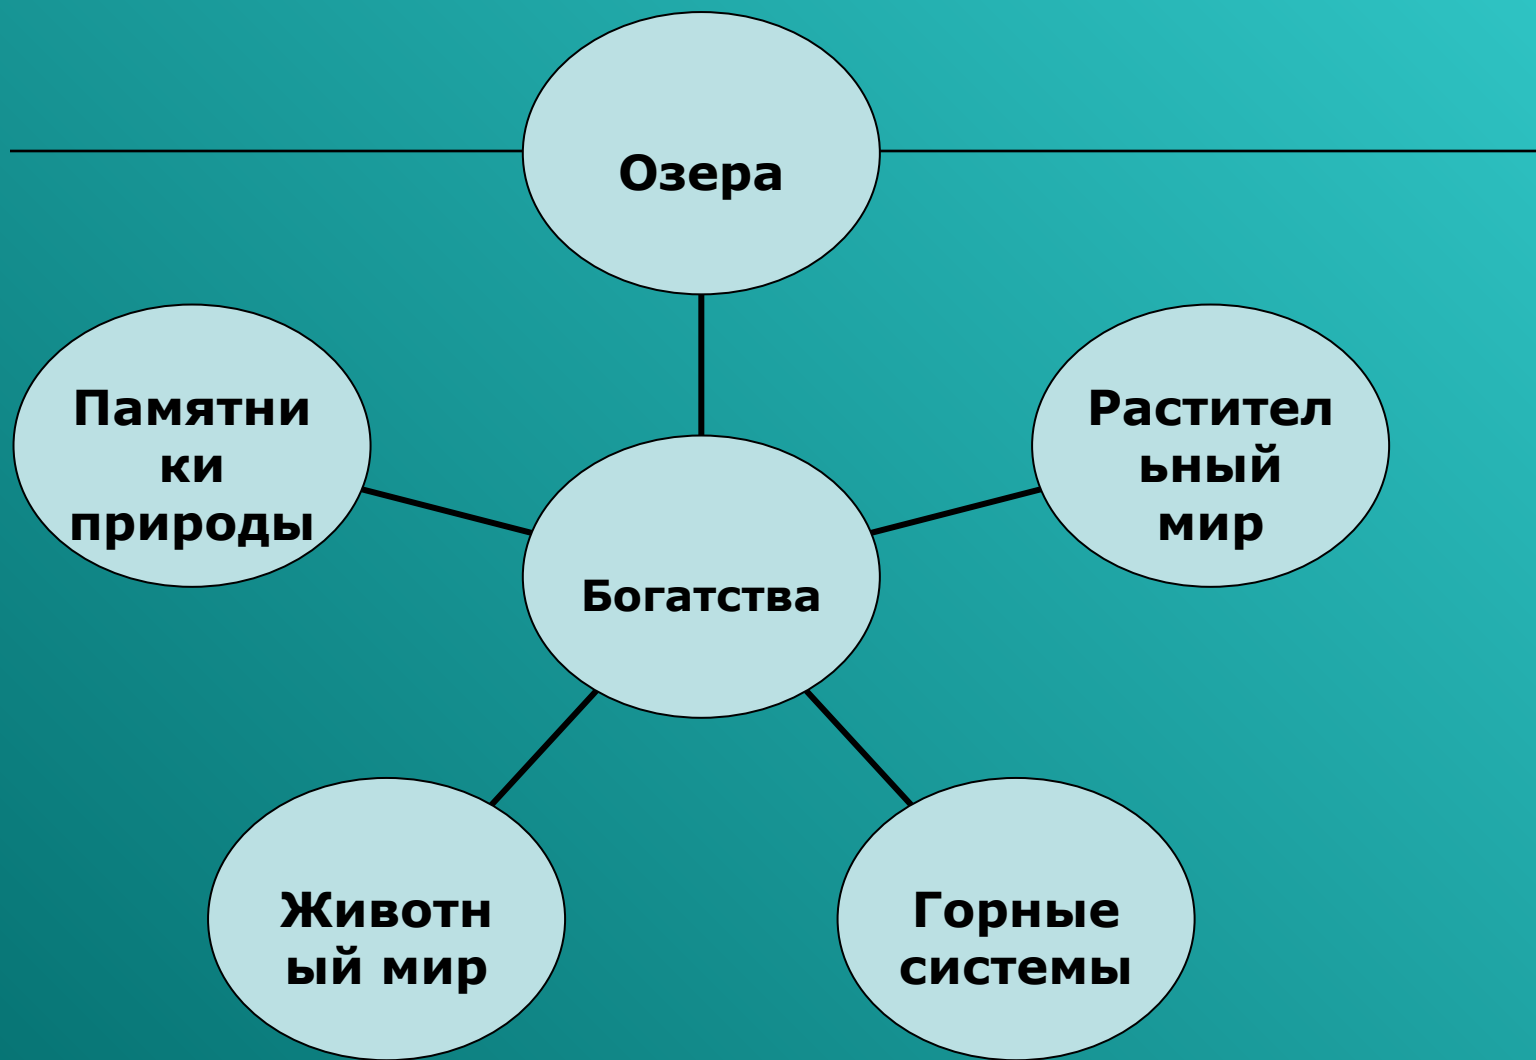 Озера
Памятни
ки
природы
Растител
ьный
мир
Богатства
Животн
ый мир
Горные
системы